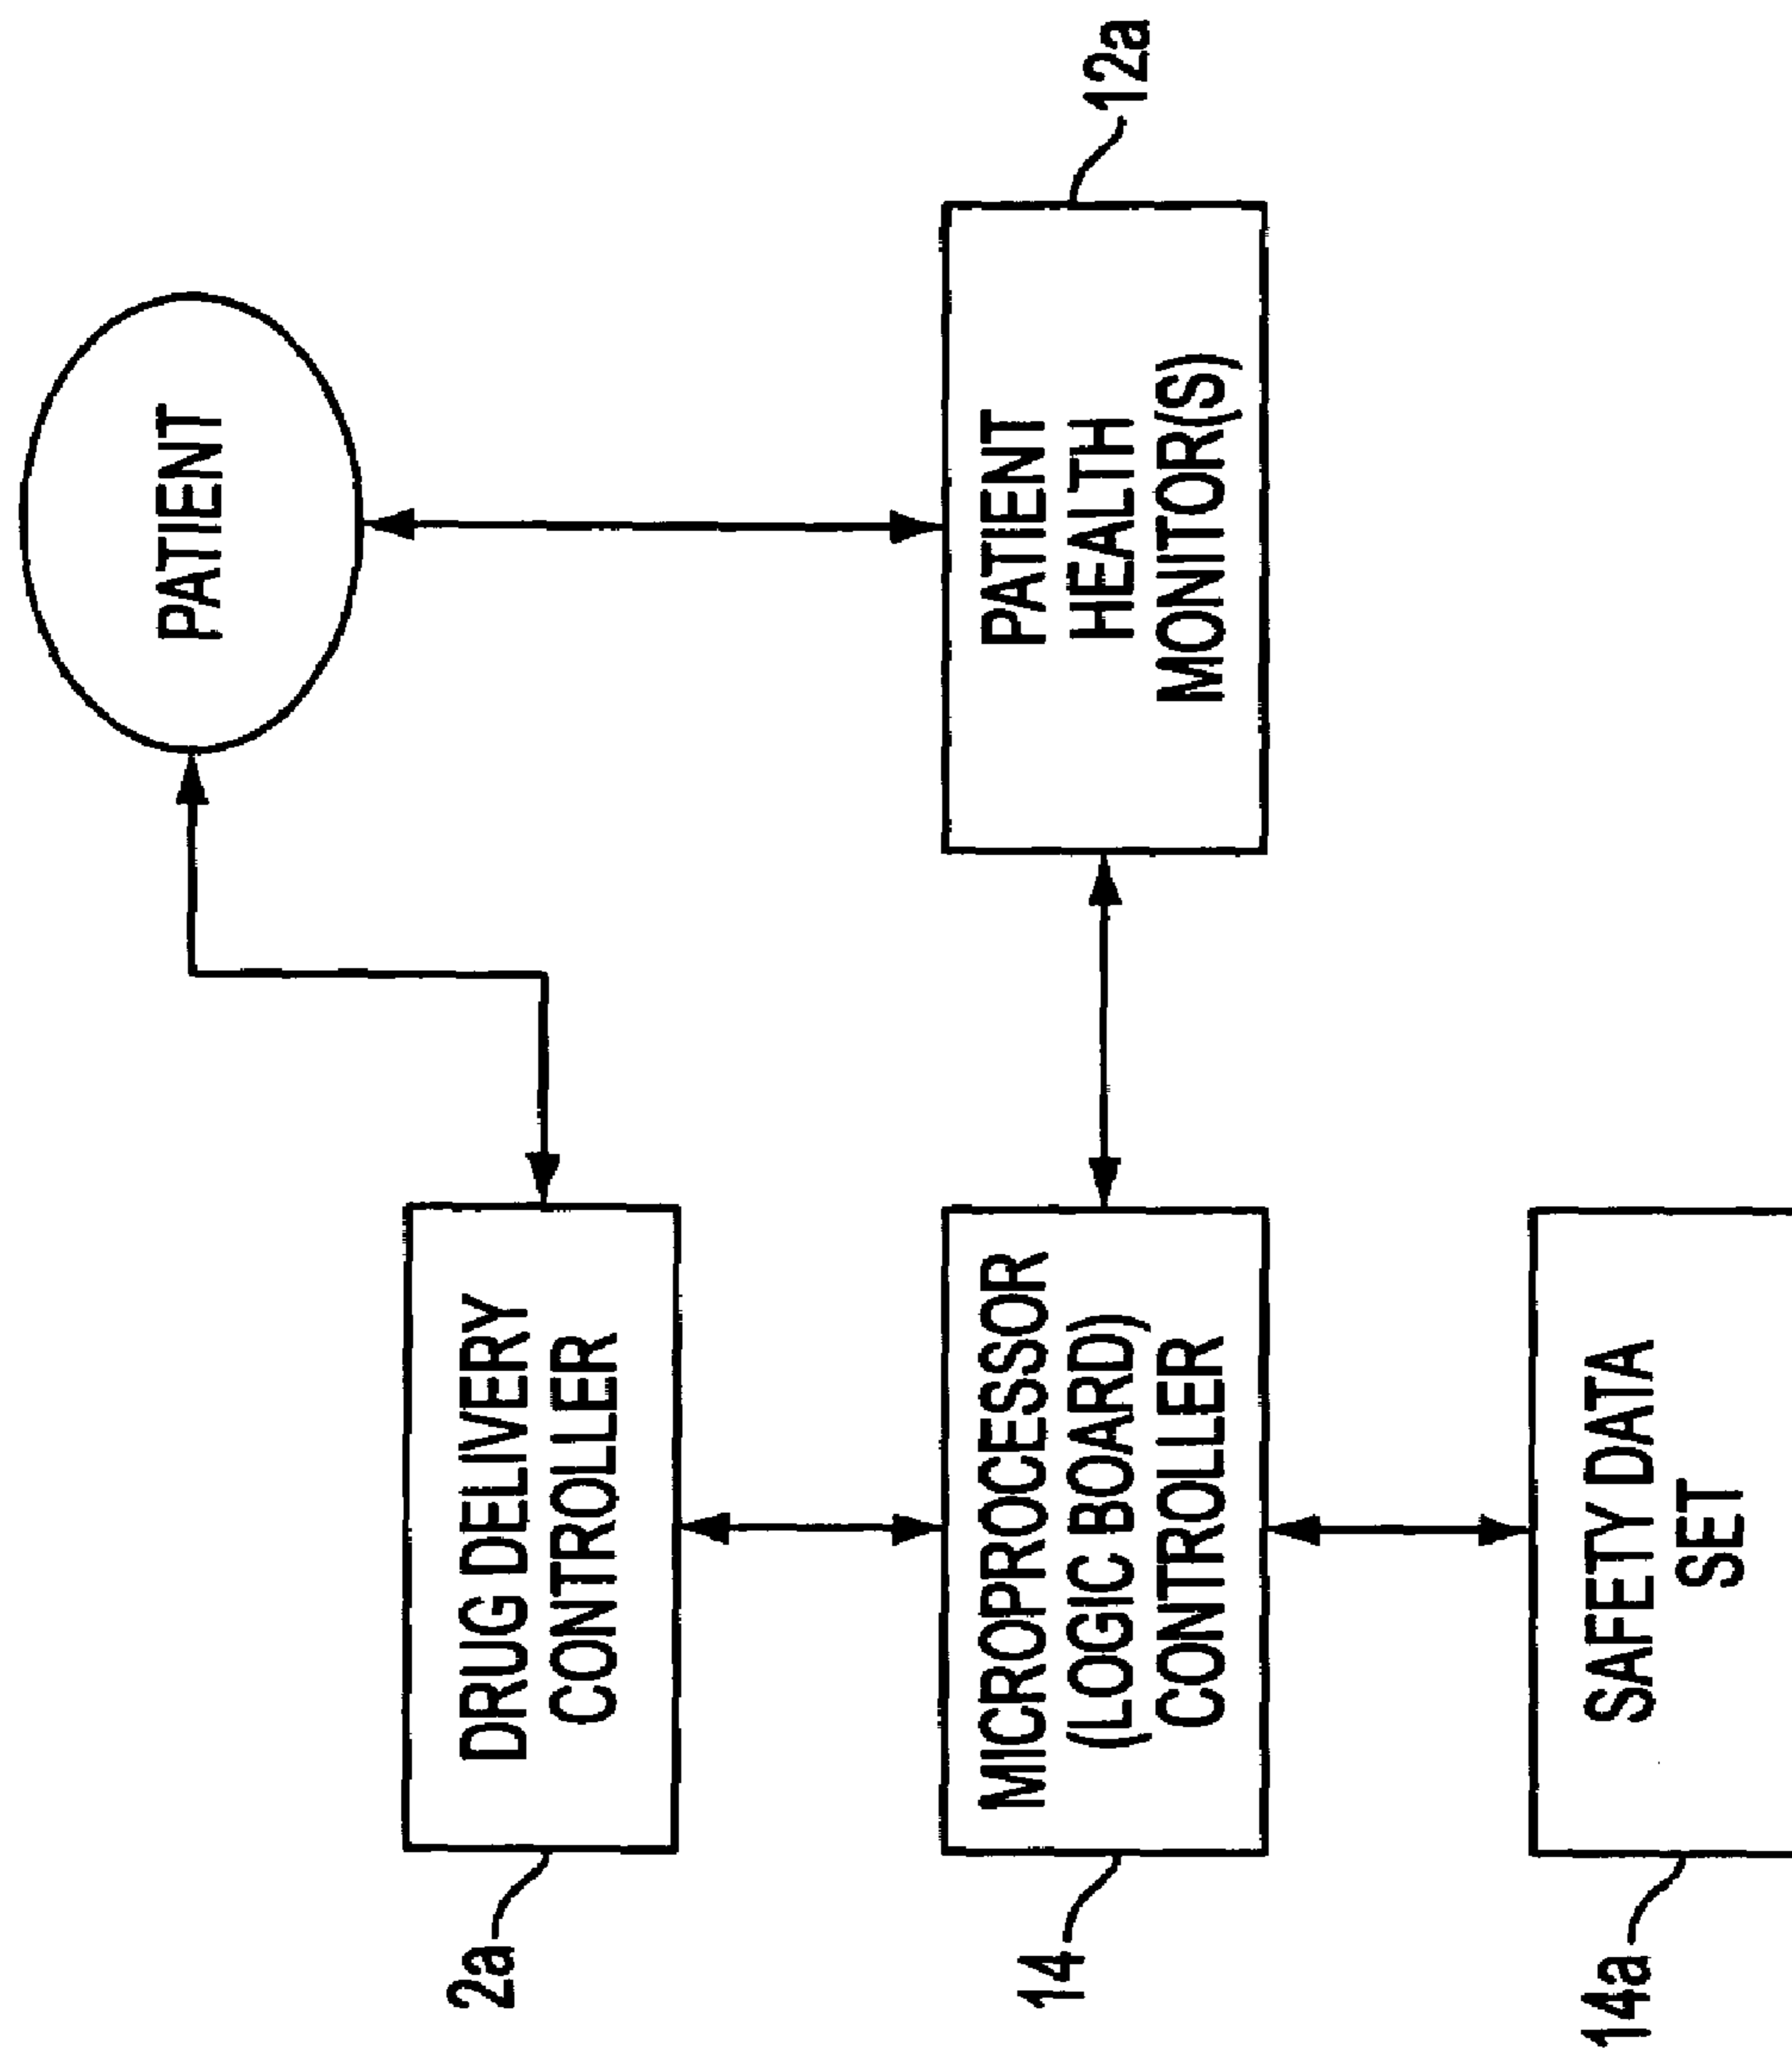 PATIENT
2a
DRUG DELIVERY
CONTROLLER
14
MICROPROCESSOR
(LOGIC BOARD)
CONTROLLER
PATIENT
HEALTH
MONITOR(S)
12a
14a
SAFETY DATA
SET